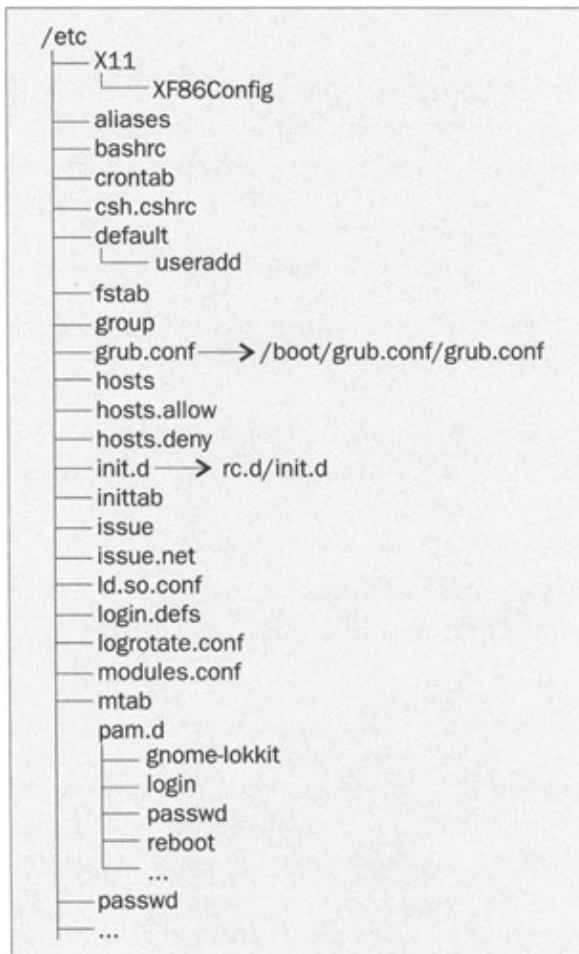 /etc
X11
XF86Config
aliases
bashrc
crontab
csh.cshrc
default
useradd
fstab
group
grub.conf → /boot/grub.conf/grub.conf
hosts
hosts.allow
hosts.deny
init.d → rc.d/init.d
inittab
issue
issue.net
ld.so.conf
login.defs
logrotate.conf
modules.conf
mtab
pam.d
gnome-lokkit
login
passwd
reboot
...
passwd
...